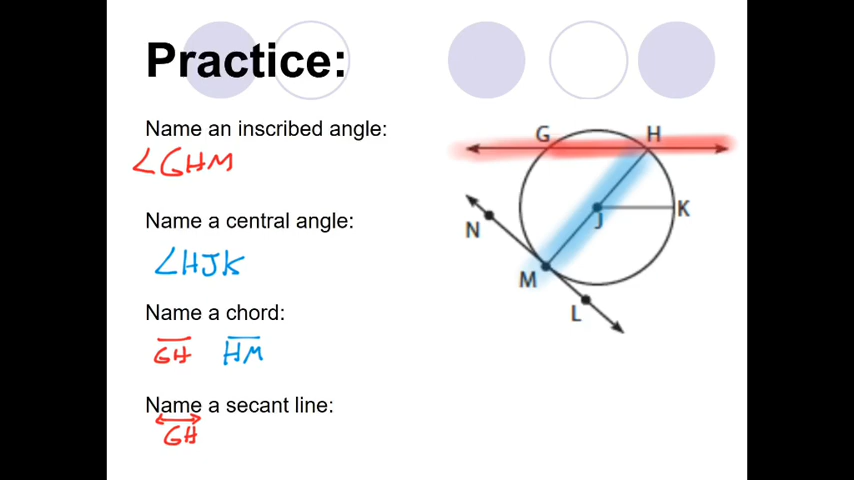 Practice:
Name an inscribed angle:
∠GHM
Name a central angle:
∠HJK
Name a chord:
GH HM
Name a secant line:
GH
G H
N J K
M
L